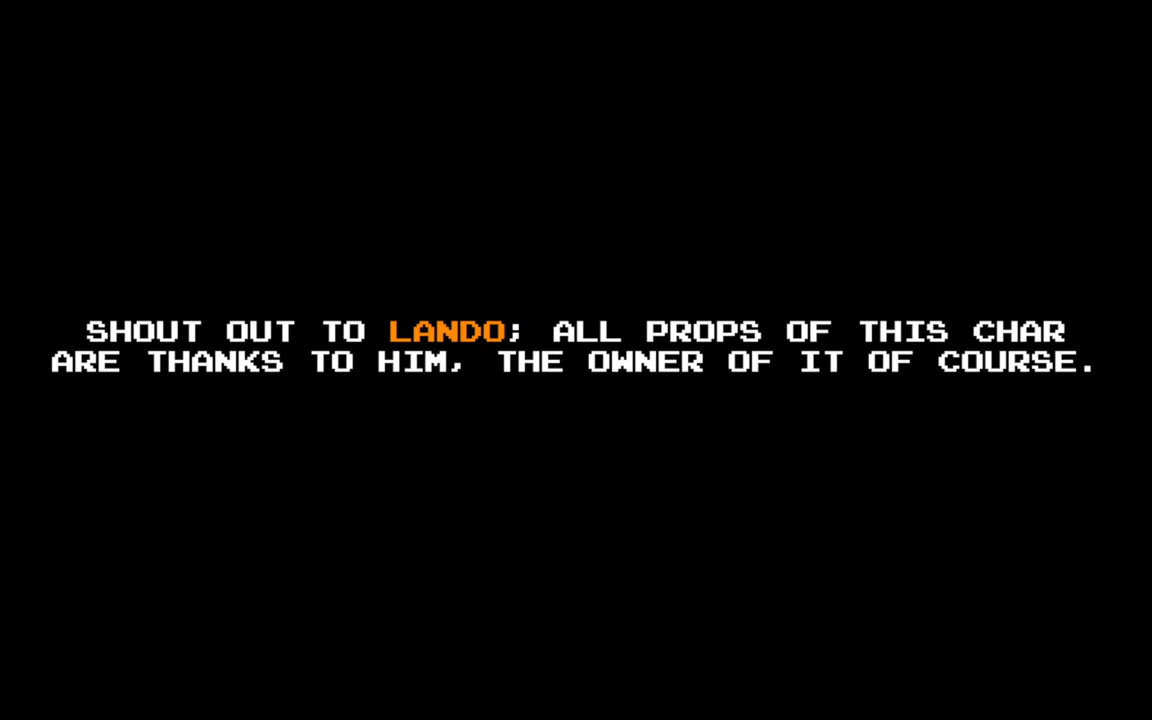 SHOUT OUT TO LANDO; ALL PROPS OF THIS CHAR
ARE THANKS TO HIM, THE OWNER OF IT OF COURSE.